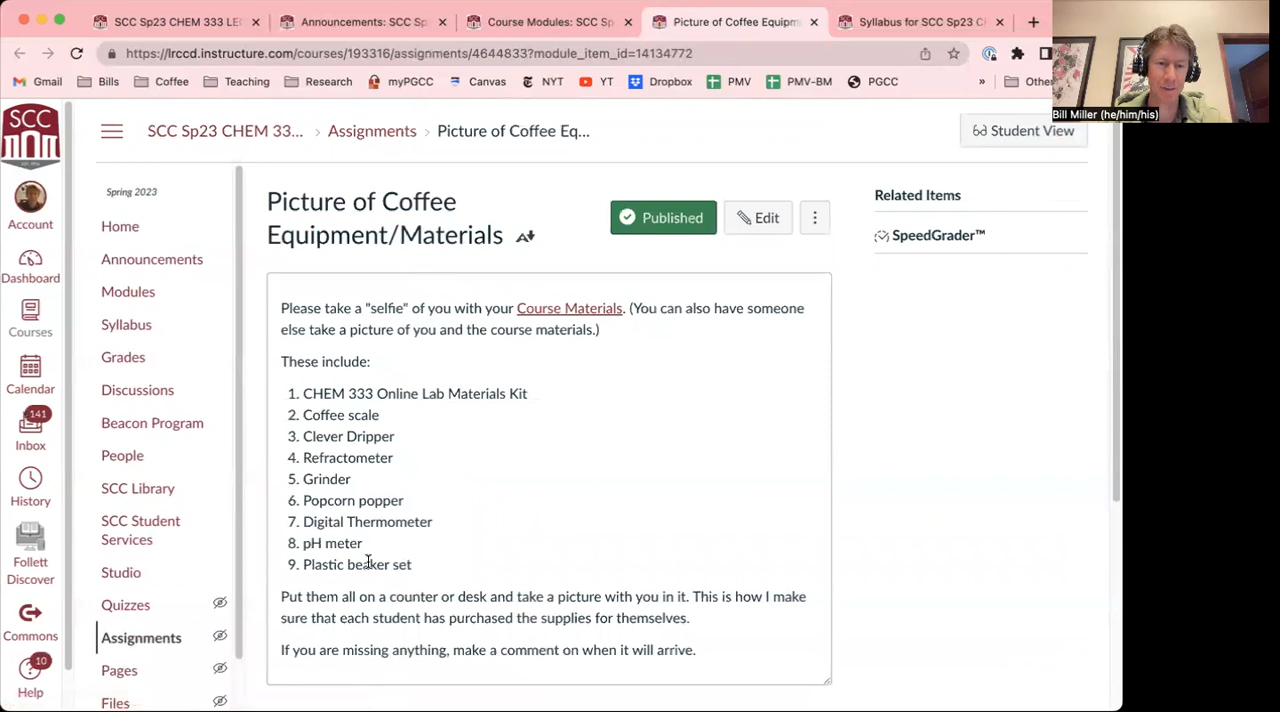 SCC Sp23 CHEM 333 LE
Announcements: SCC Sp
Course Modules: SCC Sp
Picture of Coffee Equipm
Syllabus for SCC Sp23 C
https://lrccd.instructure.com/courses/193316/assignments/4644833?module_item_id=14134772
Gmail
Bills
Coffee
Teaching
Research
myPGCC
Canvas
NYT
YT
Dropbox
PMV
PMV-BM
PGCC
»
Othe
Bill Miller (he/him/his)
SCC
Account
Dashboard
Courses
Calendar
141
Inbox
History
Follett
Discover
Commons
10
Help
SCC Sp23 CHEM 33... › Assignments › Picture of Coffee Eq...
Student View
Spring 2023
Home
Announcements
Modules
Syllabus
Grades
Discussions
Beacon Program
People
SCC Library
SCC Student
Services
Studio
Quizzes
Assignments
Pages
Files
Picture of Coffee
Equipment/Materials
Published
Edit
Related Items
SpeedGrader™
Please take a "selfie" of you with your Course Materials. (You can also have someone
else take a picture of you and the course materials.)
These include:
1. CHEM 333 Online Lab Materials Kit
2. Coffee scale
3. Clever Dripper
4. Refractometer
5. Grinder
6. Popcorn popper
7. Digital Thermometer
8. pH meter
9. Plastic beaker set
Put them all on a counter or desk and take a picture with you in it. This is how I make
sure that each student has purchased the supplies for themselves.
If you are missing anything, make a comment on when it will arrive.